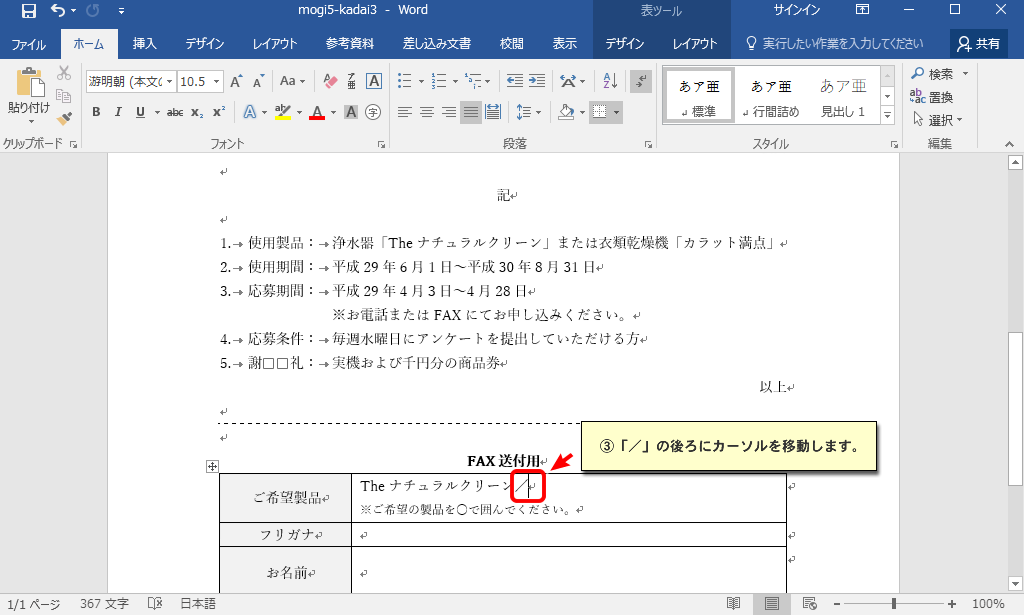 mogi5-kadai3 - Word
表ツール
サインイン
ファイル ホーム 挿入 デザイン レイアウト 参考資料 差し込み文書 校閲 表示 デザイン レイアウト 実行したい作業を入力してください 共有
貼り付け
游明朝 (本文(
10.5
A A Aa A 亜 A
B I U abc x₂ x² A ab A A 字
あア亜 あア亜 あア亜
標準 行間詰め 見出し 1
検索
置換
選択
クリップボード フォント 段落 スタイル 編集
記
1.→ 使用製品：→浄水器「The ナチュラルクリーン」または衣類乾燥機「カラット満点」
2.→ 使用期間：→平成 29 年 6 月 1 日～平成 30 年 8 月 31 日
3.→ 応募期間：→平成 29 年 4 月 3 日～4 月 28 日
※お電話または FAX にてお申し込みください。
4.→ 応募条件：→毎週水曜日にアンケートを提出していただける方
5.→ 謝□□礼：→実機および千円分の商品券
以上
③「／」の後ろにカーソルを移動します。
FAX 送付用
ご希望製品
The ナチュラルクリーン／
※ご希望の製品を〇で囲んでください。
フリガナ
お名前
1/1 ページ 367 文字 日本語 100%